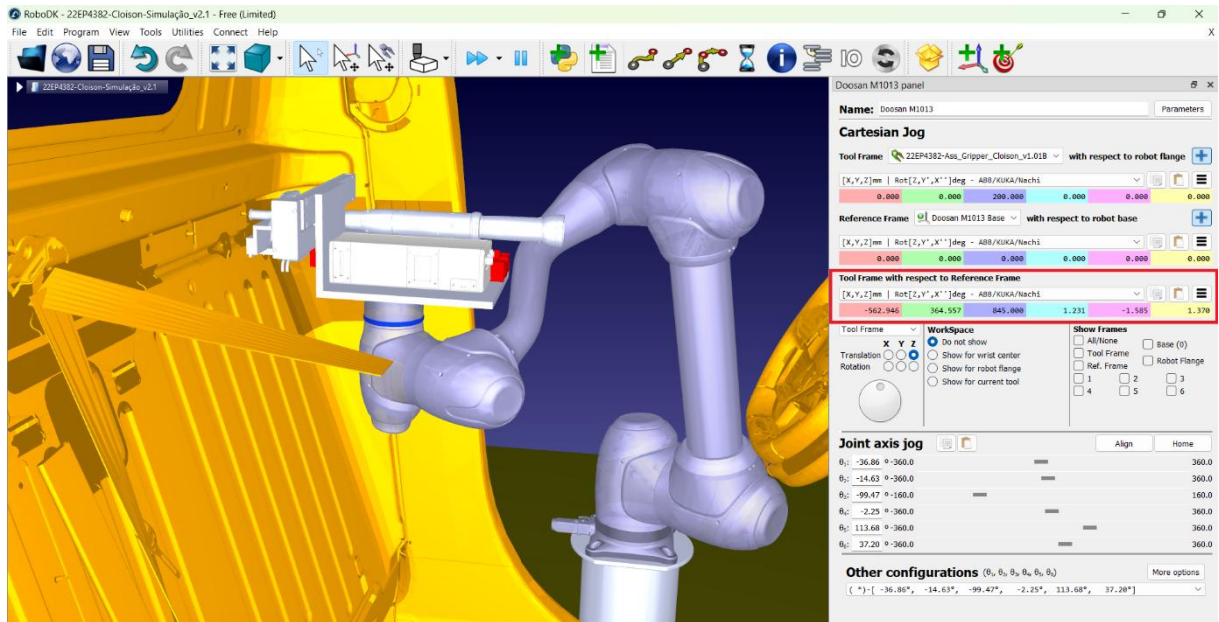 RoboDK - 22EP4382-Cloison-Simulação_v2.1 - Free (Limited)
File Edit Program View Tools Utilities Connect Help
X
22EP4382-Cloison-Simulação_v2.1
Doosan M1013 panel
Name: Doosan M1013 Parameters
Cartesian Jog
Tool Frame 22EP4382-Ass_Gripper_Cloison_v1.01B with respect to robot flange
[X,Y,Z]mm | Rot[Z,Y',X'']deg - ABB/KUKA/Nachi
0.000 0.000 200.000 0.000 0.000 0.000
Reference Frame Doosan M1013 Base with respect to robot base
[X,Y,Z]mm | Rot[Z,Y',X'']deg - ABB/KUKA/Nachi
0.000 0.000 0.000 0.000 0.000 0.000
Tool Frame with respect to Reference Frame
[X,Y,Z]mm | Rot[Z,Y',X'']deg - ABB/KUKA/Nachi
-562.946 364.557 845.000 1.231 -1.585 1.370
Tool Frame WorkSpace Show Frames
X Y Z Do not show All/None Base (0)
Translation Show for wrist center Tool Frame
Rotation Show for robot flange Ref. Frame Robot Flange
Show for current tool 1 2 3
4 5 6
Joint axis jog Align Home
θ₁: -36.86 º -360.0 360.0
θ₂: -14.63 º -360.0 360.0
θ₃: -99.47 º -160.0 160.0
θ₄: -2.25 º -360.0 360.0
θ₅: 113.68 º -360.0 360.0
θ₆: 37.20 º -360.0 360.0
Other configurations (θ₁, θ₂, θ₃, θ₄, θ₅, θ₆) More options
( *)-[ -36.86°, -14.63°, -99.47°, -2.25°, 113.68°, 37.20°]